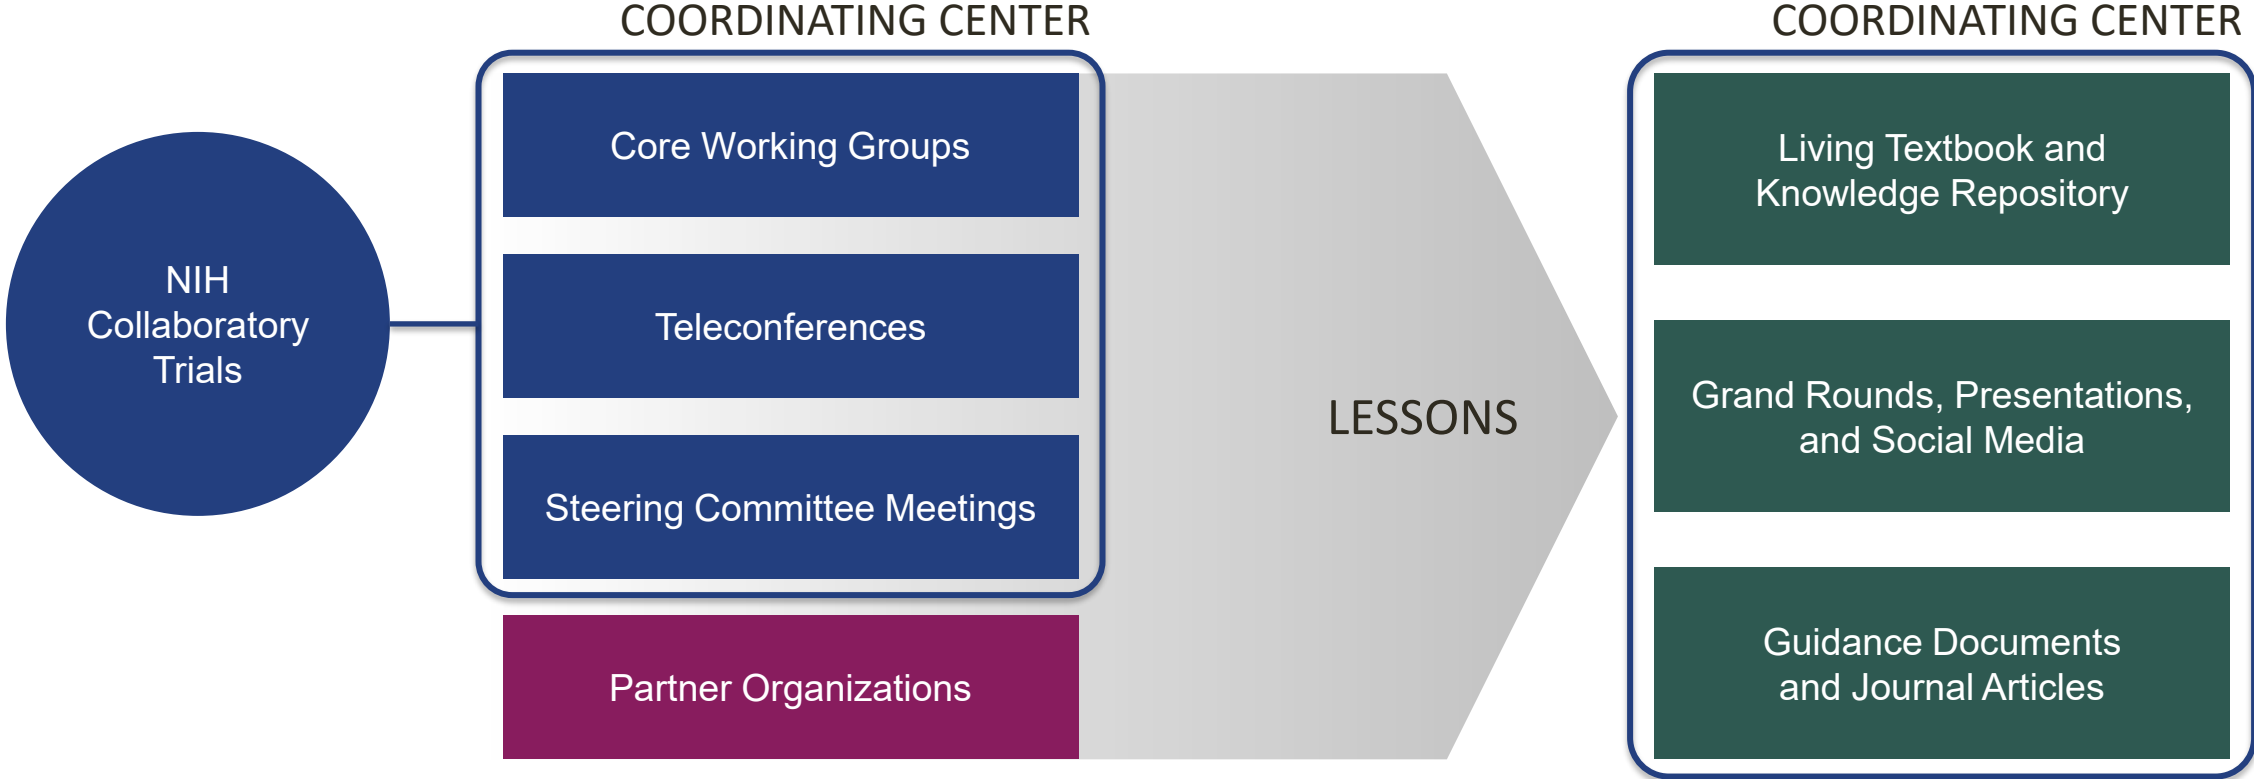 COORDINATING CENTER
NIH
Collaboratory
Trials
Core Working Groups
Teleconferences
Steering Committee Meetings
Partner Organizations
LESSONS
COORDINATING CENTER
Living Textbook and
Knowledge Repository
Grand Rounds, Presentations,
and Social Media
Guidance Documents
and Journal Articles